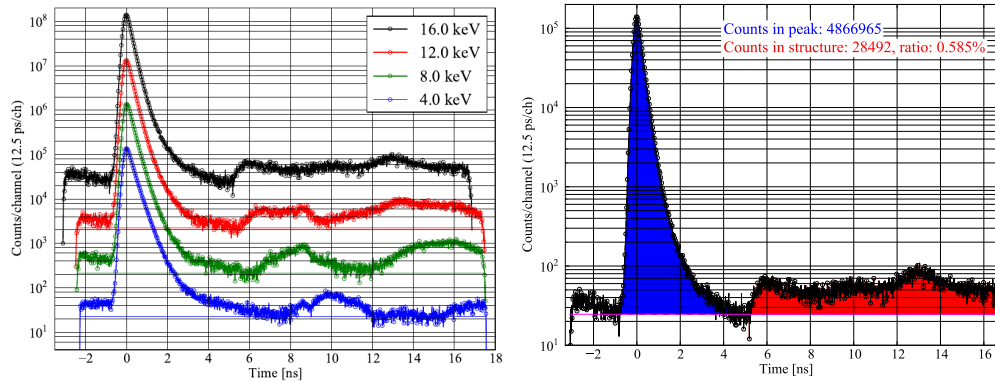 10^8
10^7
10^6
10^5
10^4
10^3
10^2
10^1
Counts/channel (12.5 ps/ch)
16.0 keV
12.0 keV
8.0 keV
4.0 keV
−2 0 2 4 6 8 10 12 14 16 18
Time [ns]
10^5
10^4
10^3
10^2
10^1
Counts/channel (12.5 ps/ch)
Counts in peak: 4866965
Counts in structure: 28492, ratio: 0.585%
−2 0 2 4 6 8 10 12 14 16
Time [ns]